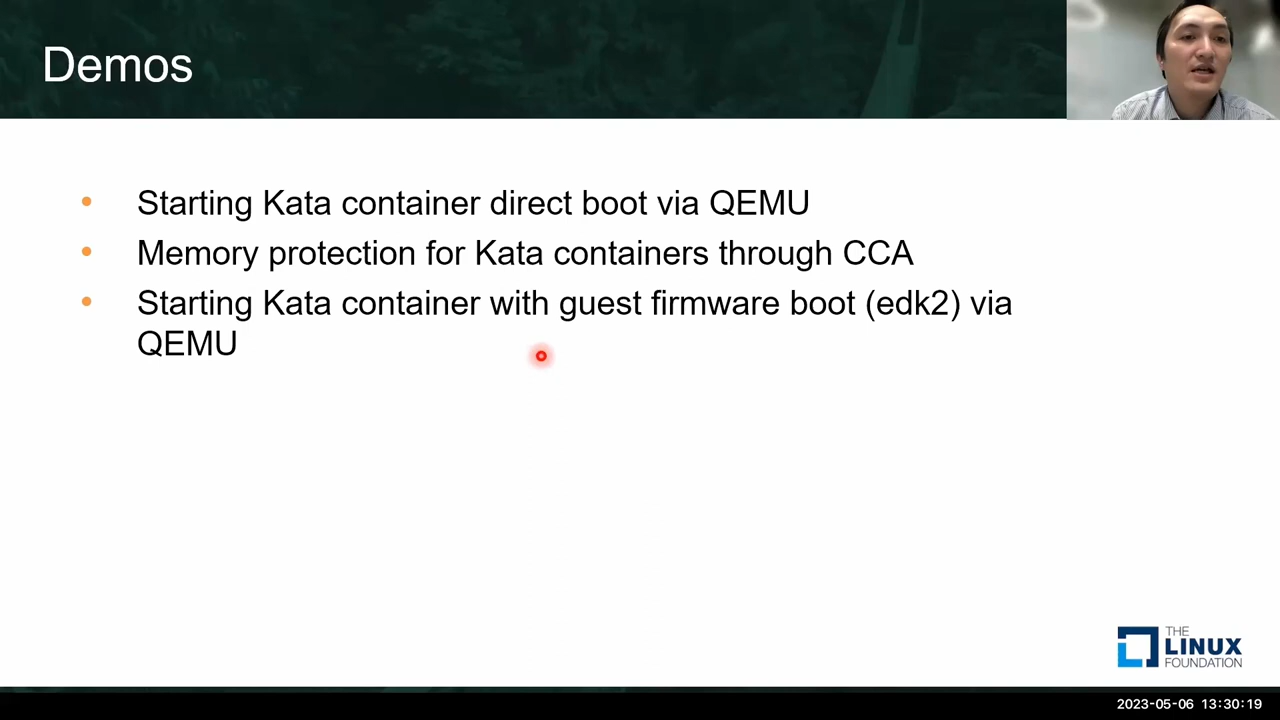 Demos
• Starting Kata container direct boot via QEMU
• Memory protection for Kata containers through CCA
• Starting Kata container with guest firmware boot (edk2) via
QEMU
THE
LINUX
FOUNDATION
2023-05-06 13:30:19